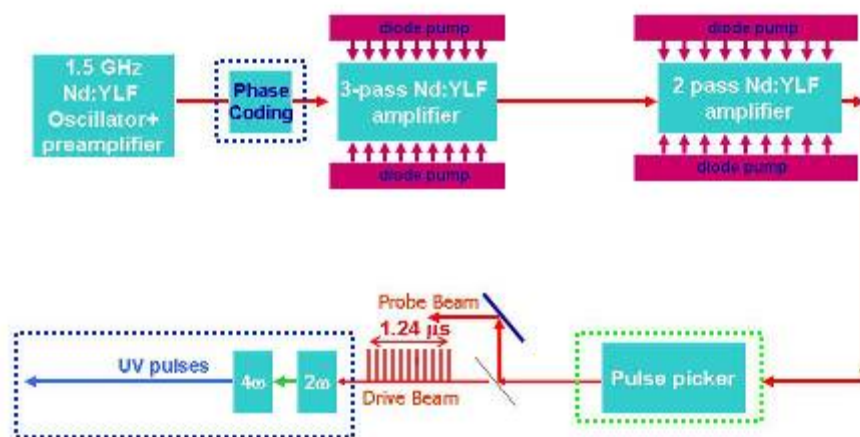 diode pump
diode pump
1.5 GHz
Nd:YLF
Oscillator+
preamplifier
Phase
Coding
3-pass Nd:YLF
amplifier
2 pass Nd:YLF
amplifier
diode pump
diode pump
Probe Beam
1.24 μs
UV pulses
4ω
2ω
Drive Beam
Pulse picker